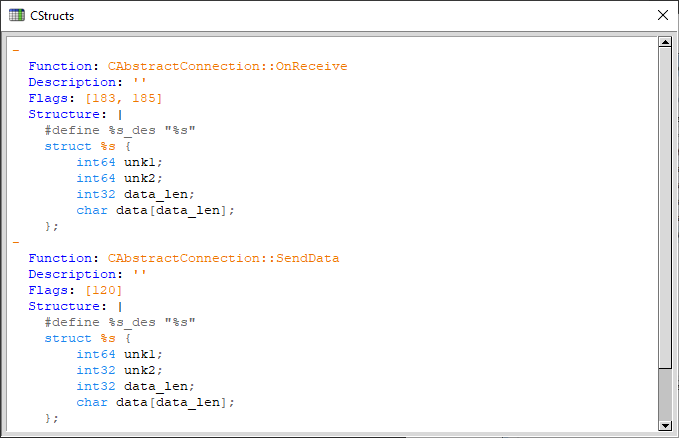 CStructs
-
  Function: CAbstractConnection::OnReceive
  Description: ''
  Flags: [183, 185]
  Structure: |
    #define %s_des "%s"
    struct %s {
        int64 unk1;
        int64 unk2;
        int32 data_len;
        char data[data_len];
    };
-
  Function: CAbstractConnection::SendData
  Description: ''
  Flags: [120]
  Structure: |
    #define %s_des "%s"
    struct %s {
        int64 unk1;
        int32 unk2;
        int32 data_len;
        char data[data_len];
    };